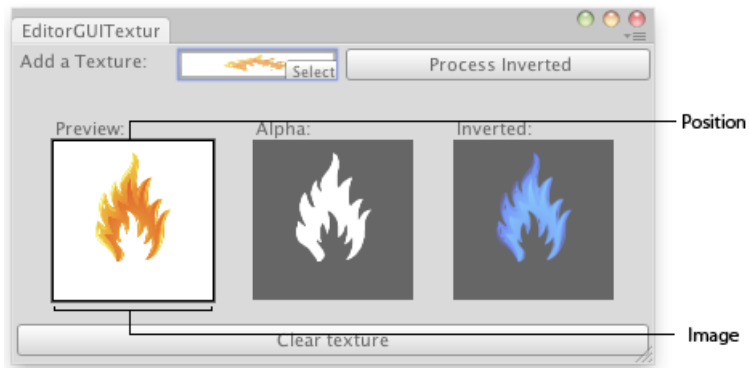 EditorGUITextur
Add a Texture: Select Process Inverted
Preview: Alpha: Inverted: Position
Clear texture Image